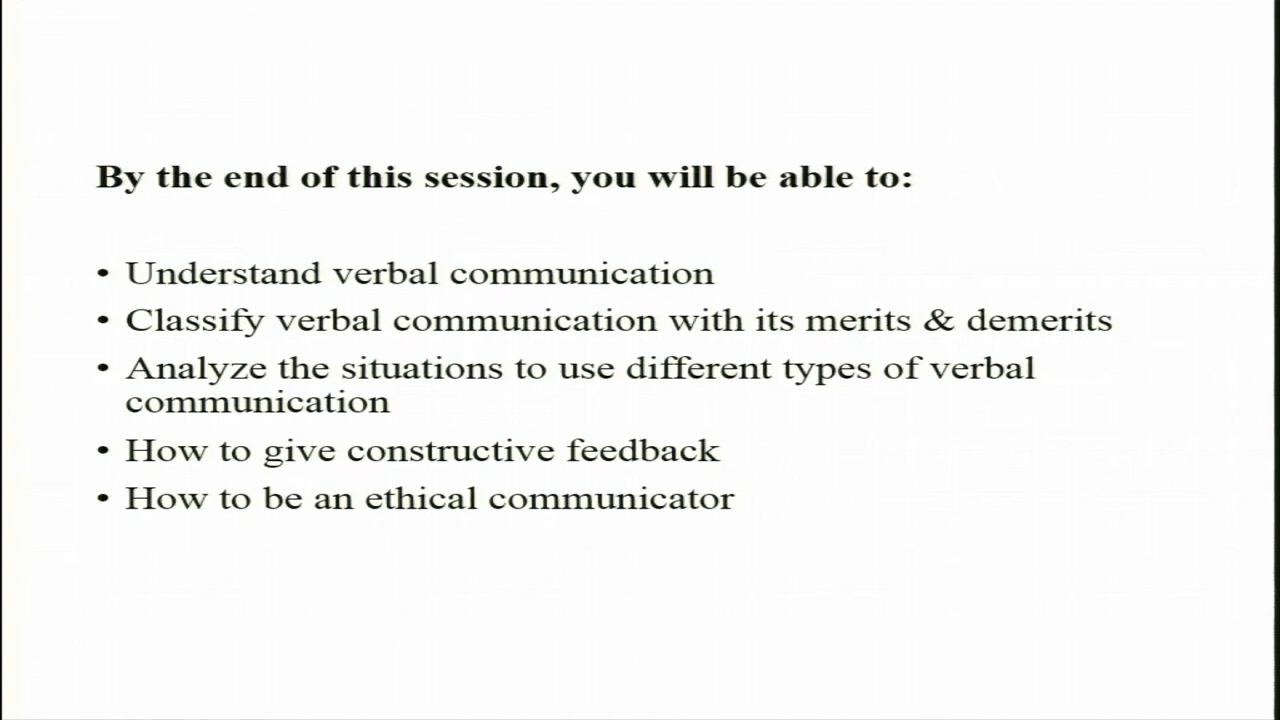 By the end of this session, you will be able to:
• Understand verbal communication
• Classify verbal communication with its merits & demerits
• Analyze the situations to use different types of verbal
communication
• How to give constructive feedback
• How to be an ethical communicator